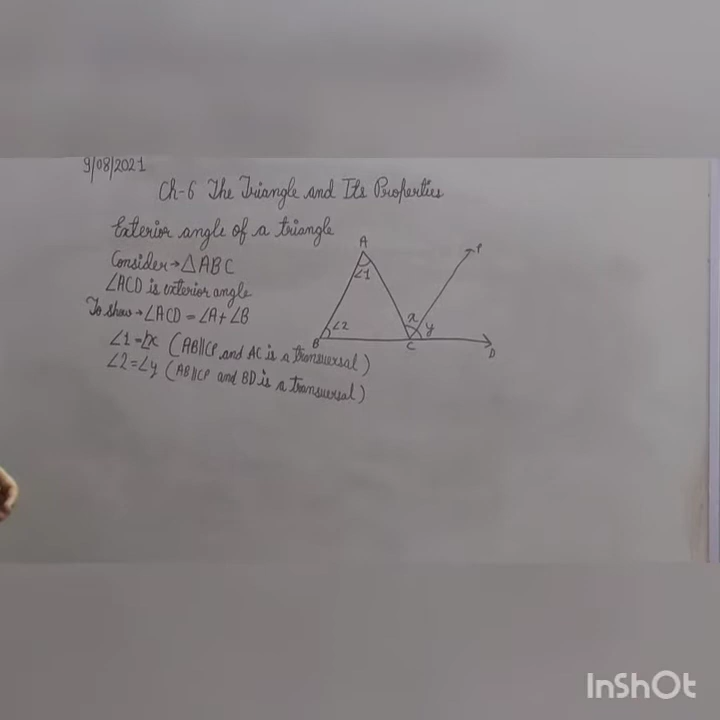 9/08/2021
Ch-6 The Triangle and Its Properties
Exterior angle of a triangle
Consider → △ABC
∠ACD is exterior angle
To show → ∠ACD = ∠A + ∠B
∠1 = ∠x (AB||CP and AC is a transversal)
∠2 = ∠y (AB||CP and BD is a transversal)
A
∠1
P
∠2
x
y
B
C
D
InShOt